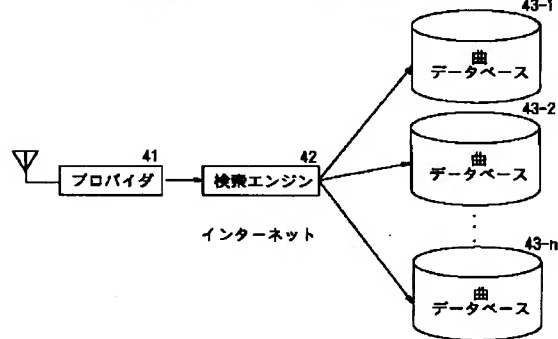 43-1
曲
データベース
43-2
曲
データベース
41
プロバイダ
42
検索エンジン
インターネット
43-n
曲
データベース